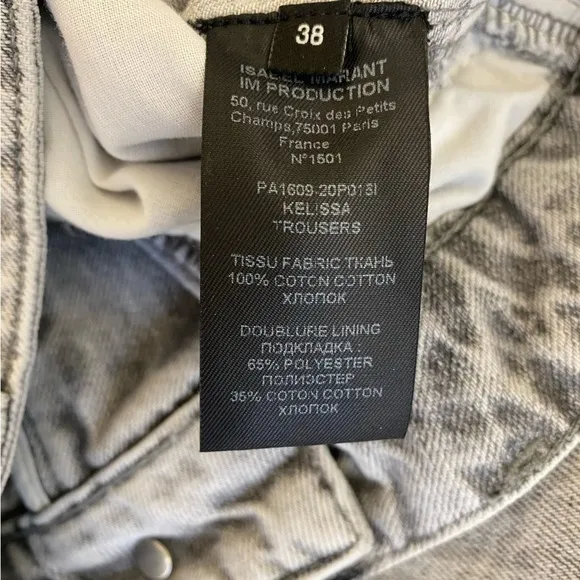 38
ISABEL MARANT
IM PRODUCTION
50, rue Croix des Petits
Champs,75001 Paris
France
N°1501
PA1609-20P015I
KELISSA
TROUSERS
TISSU FABRIC ТКАНЬ
100% COTON COTTON
ХЛОПОК
DOUBLURE LINING
ПОДКЛАДКА :
65% POLYESTER
ПОЛИЭСТЕР
35% COTON COTTON
ХЛОПОК